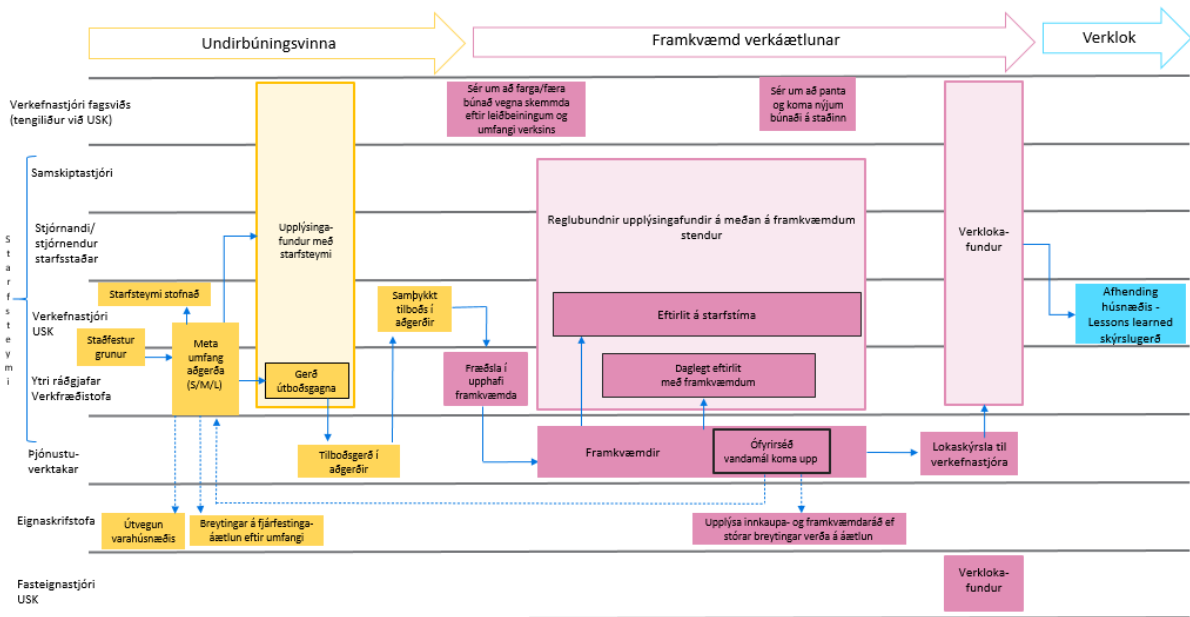 Undirbúningsvinna
Framkvæmd verkáætlunar
Verklok
Verkefnastjóri fagsviðs
(tengiliður við USK)
Sér um að farga/færa
búnað vegna skemmda
eftir leiðbeiningum og
umfangi verksins
Sér um að panta
og koma nýjum
búnaði á staðinn
Starfsteymi
Samskiptastjóri
Stjórnandi/
stjórnendur
starfsstaðar
Upplýsinga-
fundur með
starfsteymi
Reglubundnir upplýsingafundir á meðan á framkvæmdum
stendur
Verkloka-
fundur
Verkefnastjóri
USK
Starfsteymi stofnað
Staðfestur
grunur
Meta
umfang
aðgerða
(S/M/L)
Samþykkt
tilboðs í
aðgerðir
Eftirlit á starfstíma
Afhending
húsnæðis -
Lessons learned
skýrslugerð
Ytri ráðgjafar
Verkfræðistofa
Gerð
útboðsgagna
Fræðsla í
upphafi
framkvæmda
Daglegt eftirlit
með framkvæmdum
Þjónustu-
verktakar
Tilboðsgerð í
aðgerðir
Framkvæmdir
Ófyrirséð
vandamál koma upp
Lokaskýrsla til
verkefnastjóra
Eignaskrifstofa
Útvegun
varahúsnæðis
Breytingar á fjárfestinga-
áætlun eftir umfangi
Upplýsa innkaupa- og framkvæmdaráð ef
stórar breytingar verða á áætlun
Fasteignastjóri
USK
Verkloka-
fundur